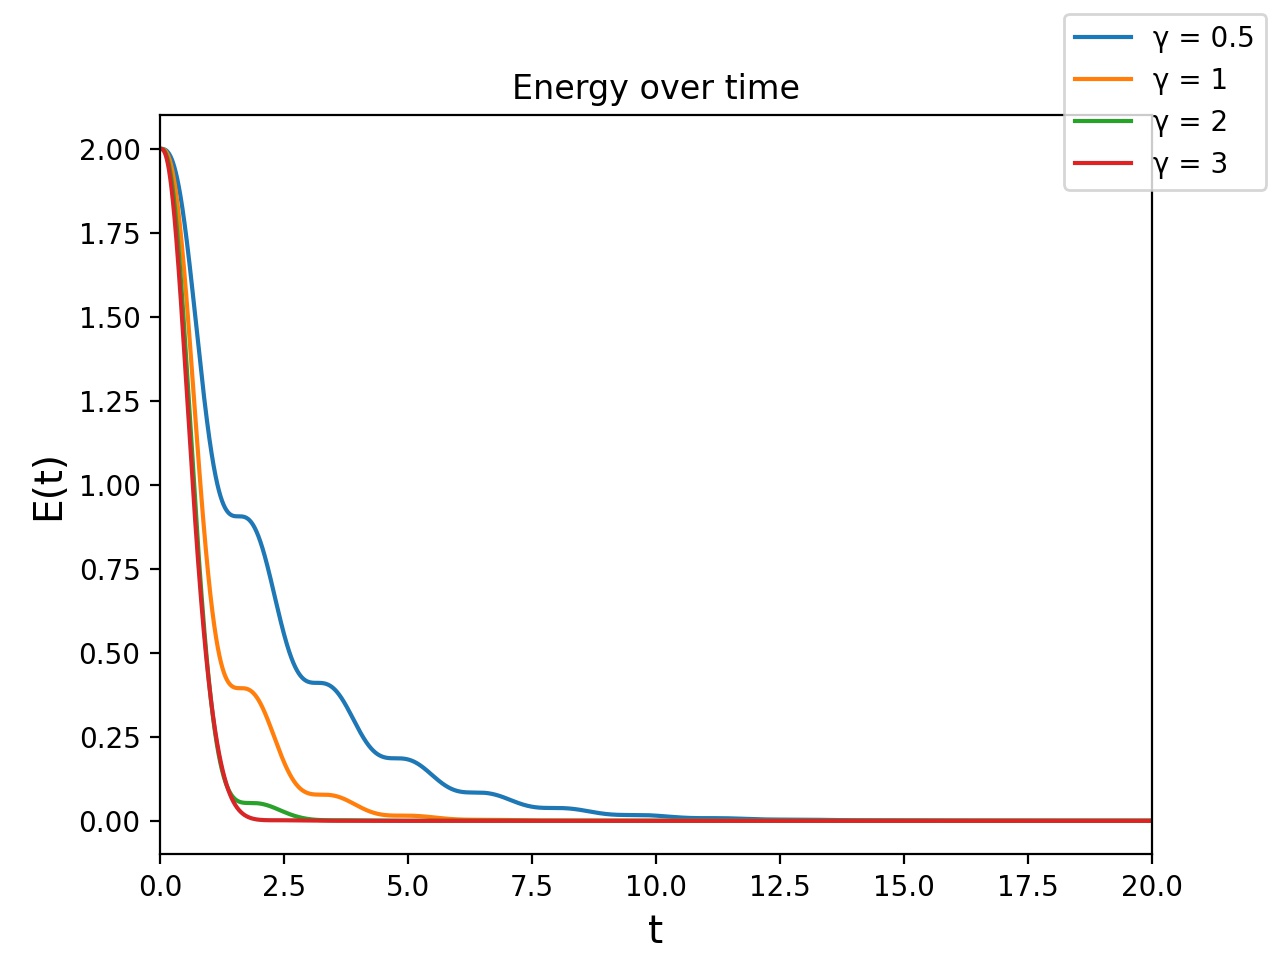 Energy over time
γ = 0.5
γ = 1
γ = 2
γ = 3
E(t)
2.00
1.75
1.50
1.25
1.00
0.75
0.50
0.25
0.00
0.0 2.5 5.0 7.5 10.0 12.5 15.0 17.5 20.0
t